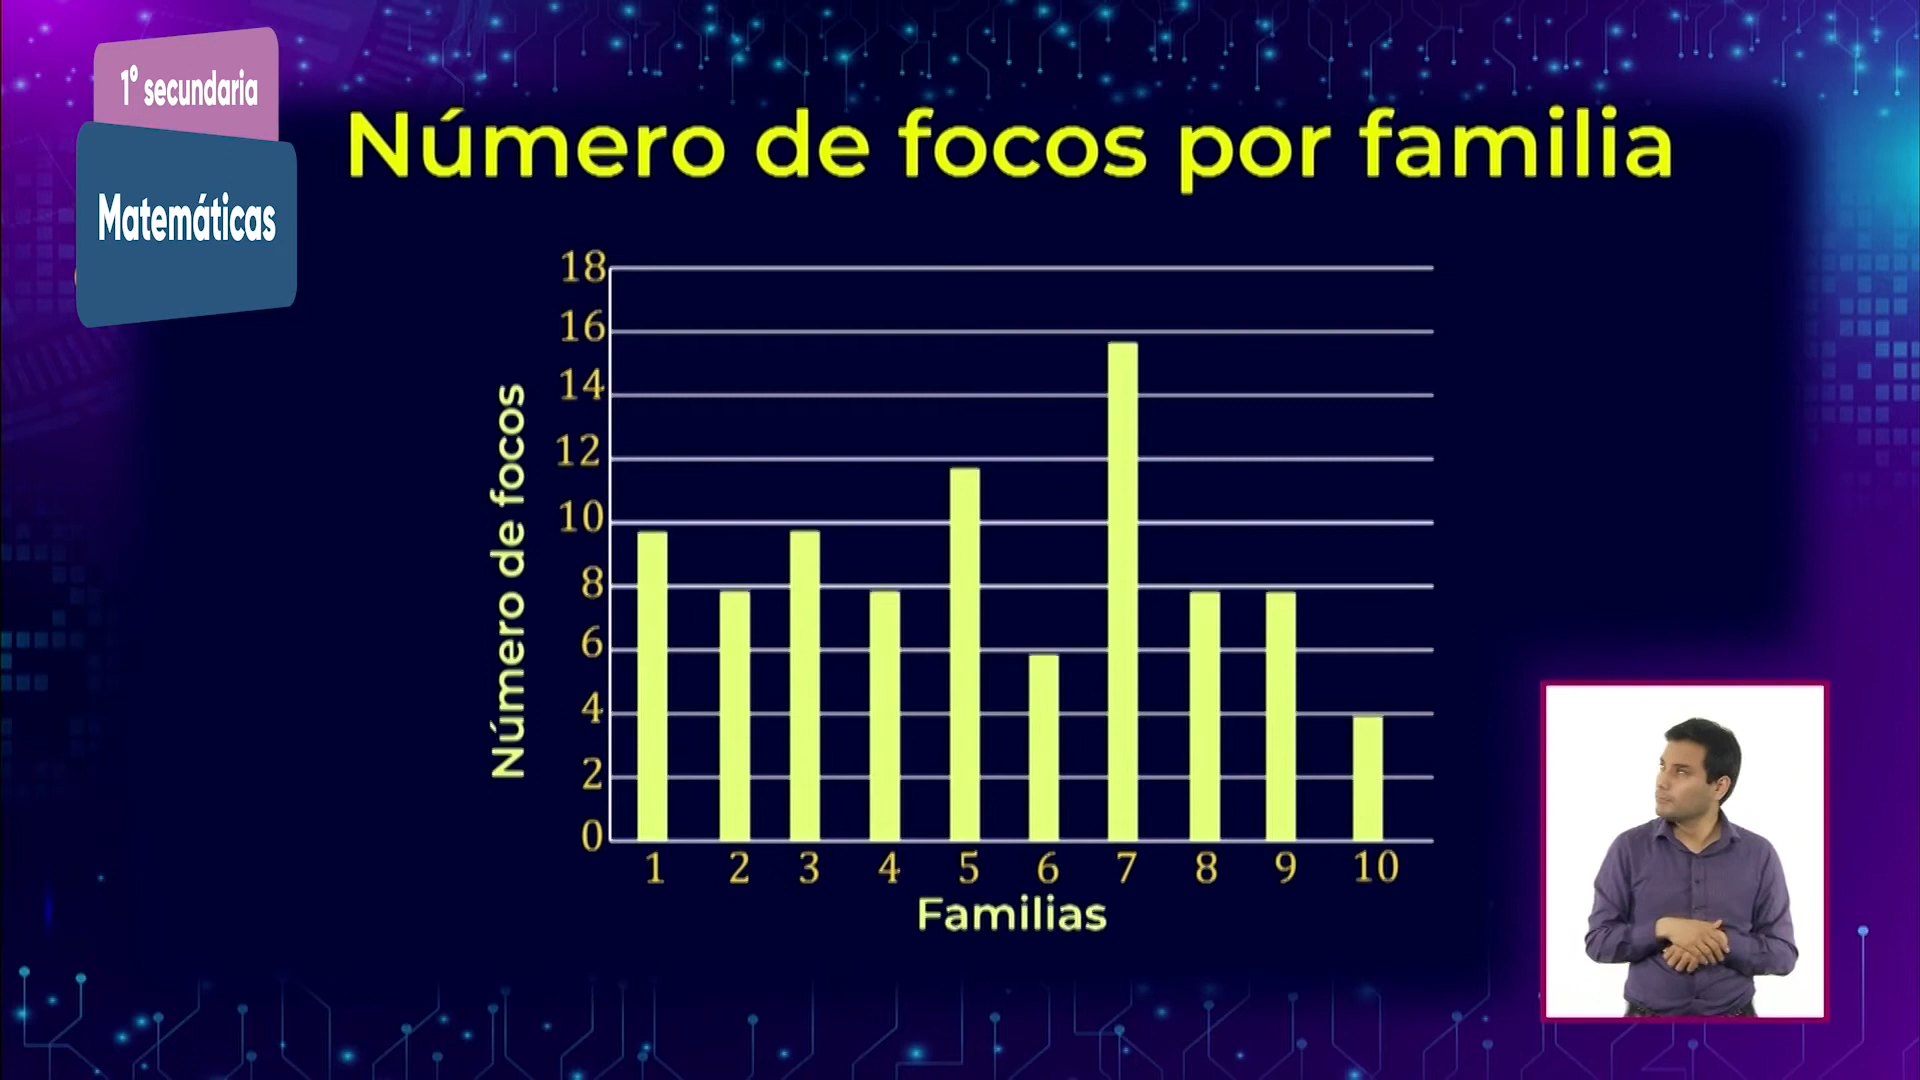 1° secundaria
Matemáticas
Número de focos por familia
Número de focos
18
16
14
12
10
8
6
4
2
0
1 2 3 4 5 6 7 8 9 10
Familias